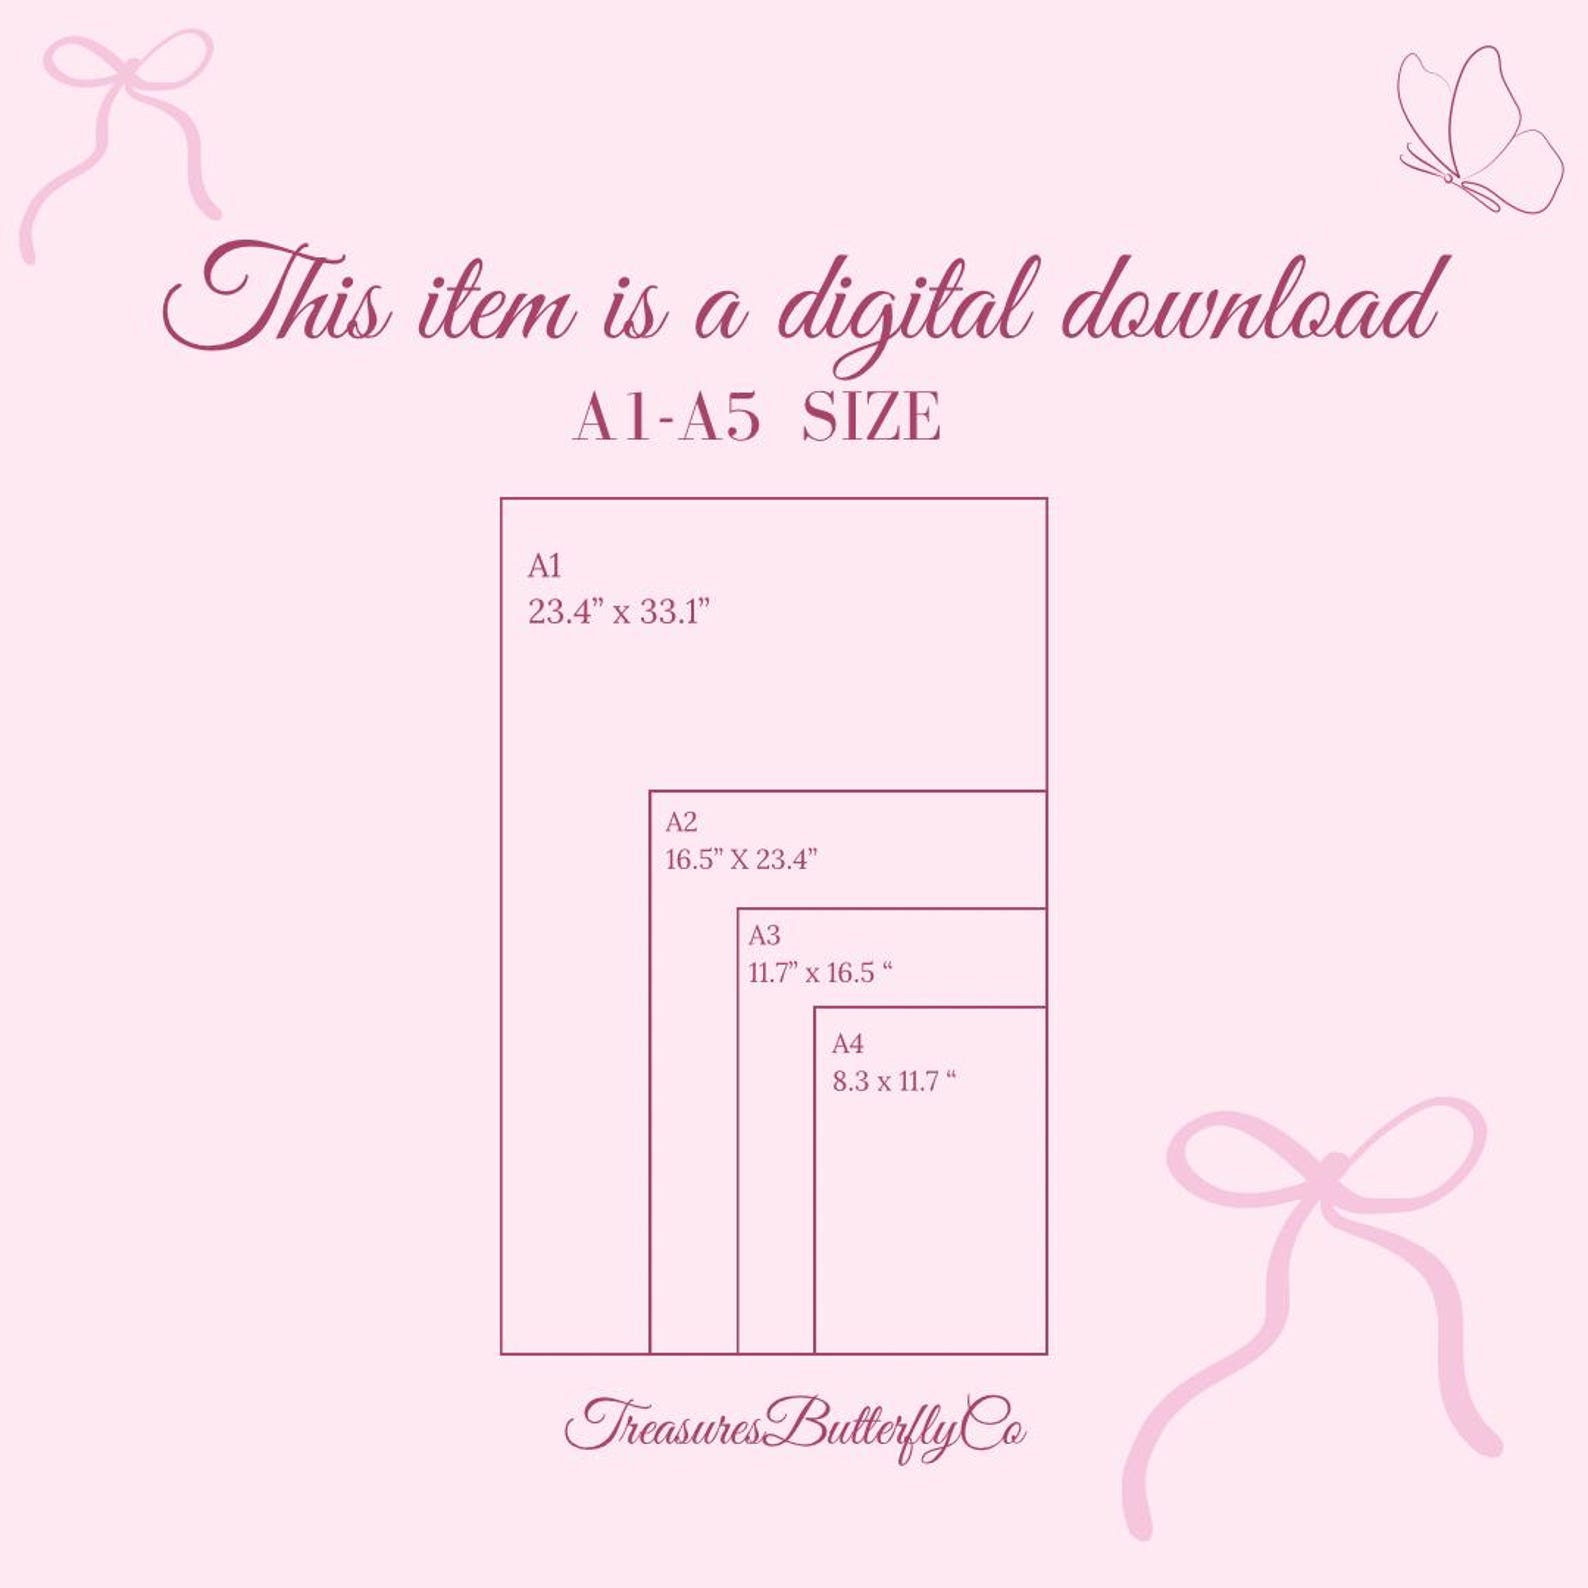 This item is a digital download
A1-A5 SIZE
A1
23.4” x 33.1”
A2
16.5” X 23.4”
A3
11.7” x 16.5 “
A4
8.3 x 11.7 “
TreasuresButterflyCo